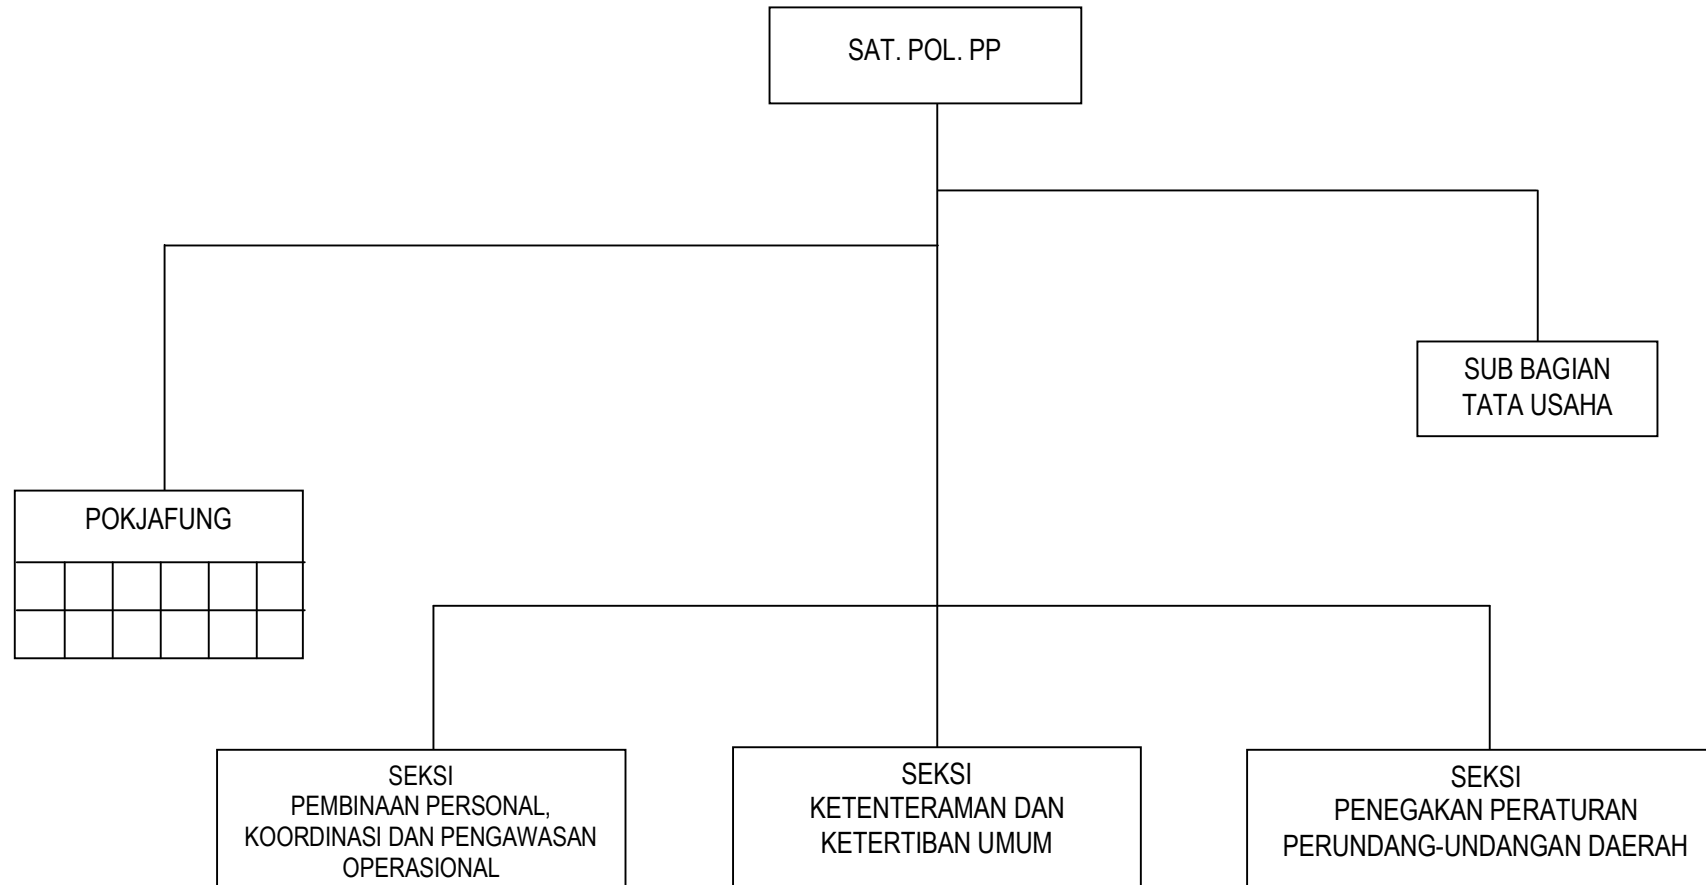 SAT. POL. PP
SUB BAGIAN
TATA USAHA
POKJAFUNG
SEKSI
PEMBINAAN PERSONAL,
KOORDINASI DAN PENGAWASAN
OPERASIONAL
SEKSI
KETENTERAMAN DAN
KETERTIBAN UMUM
SEKSI
PENEGAKAN PERATURAN
PERUNDANG-UNDANGAN DAERAH